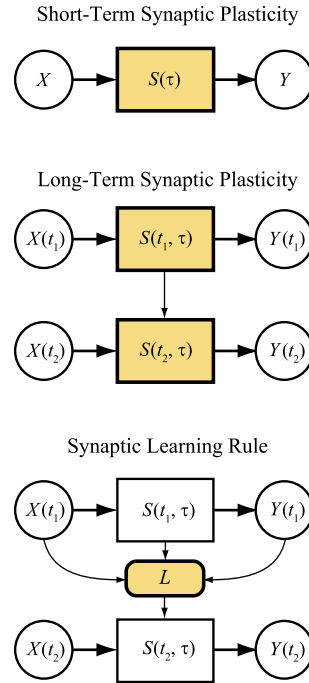 Short-Term Synaptic Plasticity
X S(τ) Y
Long-Term Synaptic Plasticity
X(t₁) S(t₁, τ) Y(t₁)
X(t₂) S(t₂, τ) Y(t₂)
Synaptic Learning Rule
X(t₁) S(t₁, τ) Y(t₁)
L
X(t₂) S(t₂, τ) Y(t₂)